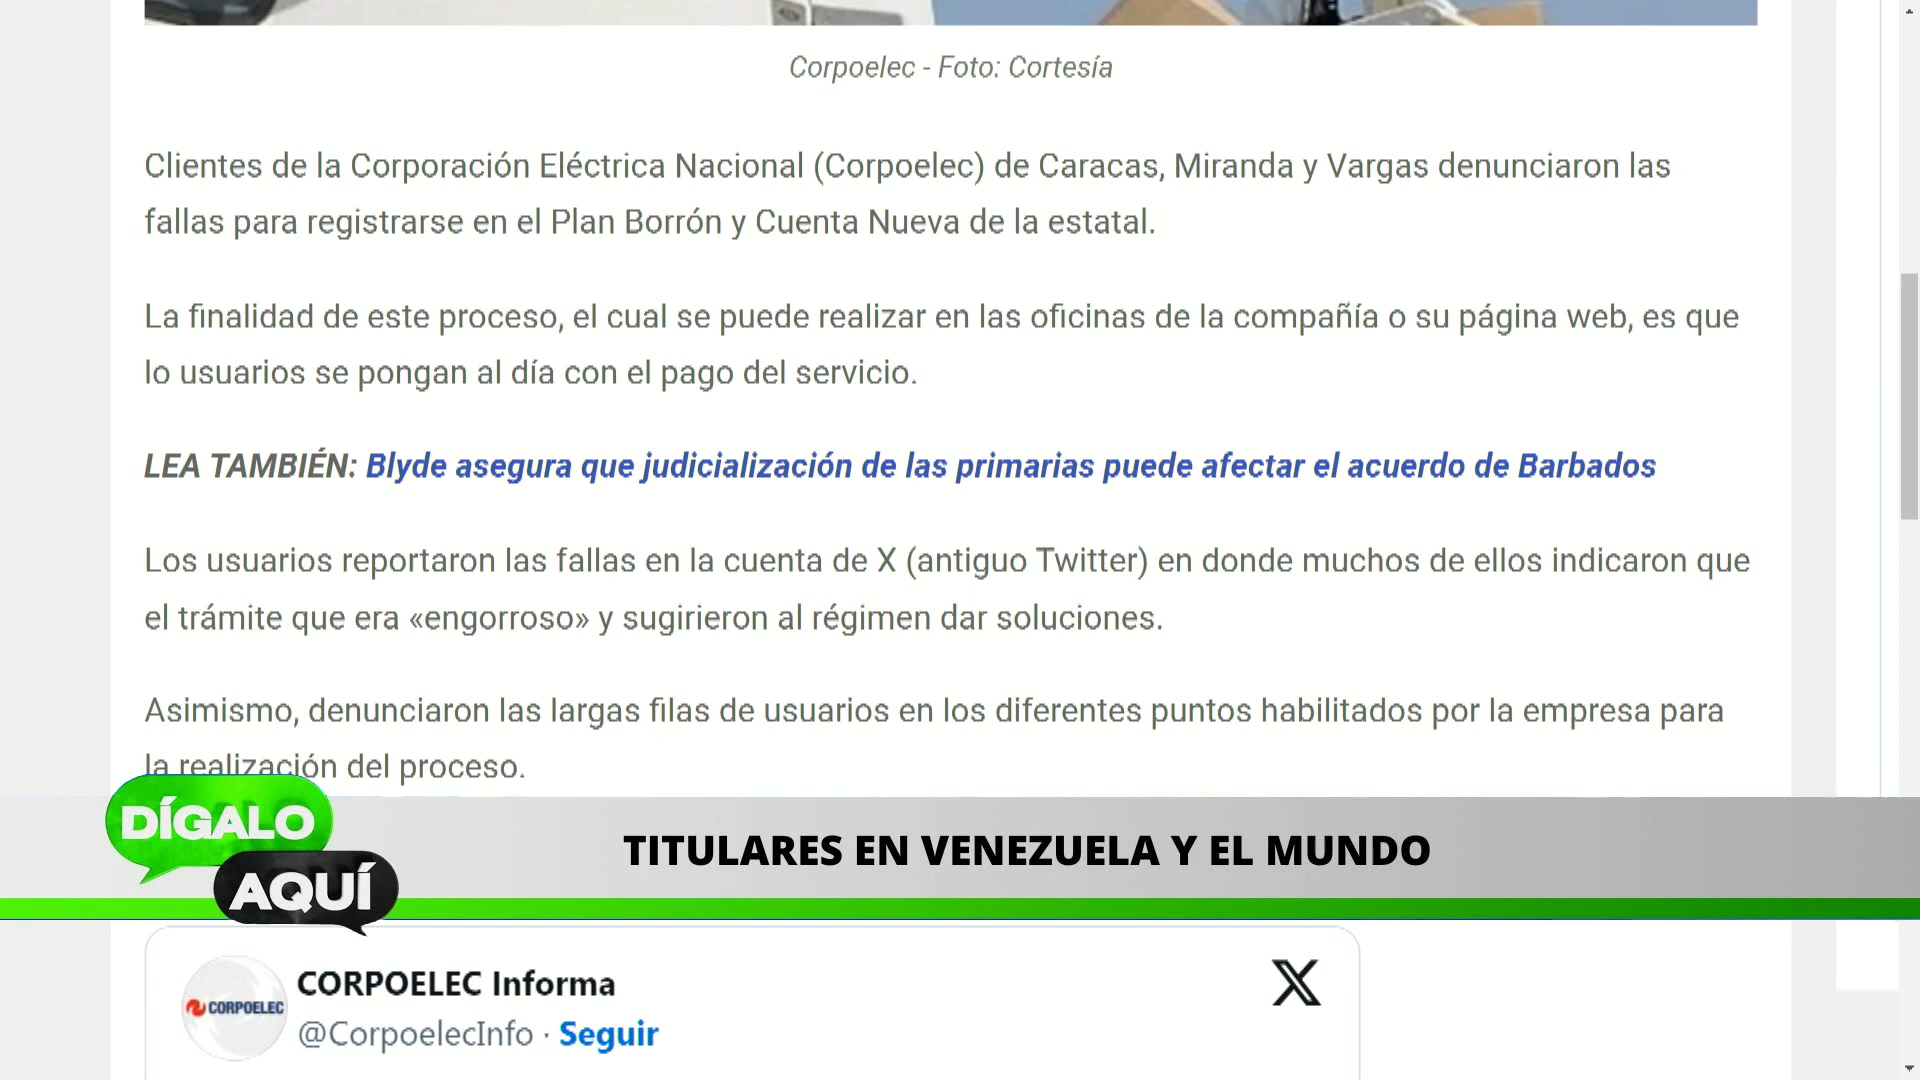 Corpoelec - Foto: Cortesía
Clientes de la Corporación Eléctrica Nacional (Corpoelec) de Caracas, Miranda y Vargas denunciaron las
fallas para registrarse en el Plan Borrón y Cuenta Nueva de la estatal.
La finalidad de este proceso, el cual se puede realizar en las oficinas de la compañía o su página web, es que
lo usuarios se pongan al día con el pago del servicio.
LEA TAMBIÉN: Blyde asegura que judicialización de las primarias puede afectar el acuerdo de Barbados
Los usuarios reportaron las fallas en la cuenta de X (antiguo Twitter) en donde muchos de ellos indicaron que
el trámite que era «engorroso» y sugirieron al régimen dar soluciones.
Asimismo, denunciaron las largas filas de usuarios en los diferentes puntos habilitados por la empresa para
la realización del proceso.
DÍGALO
AQUÍ
TITULARES EN VENEZUELA Y EL MUNDO
CORPOELEC
CORPOELEC Informa
@CorpoelecInfo · Seguir
X